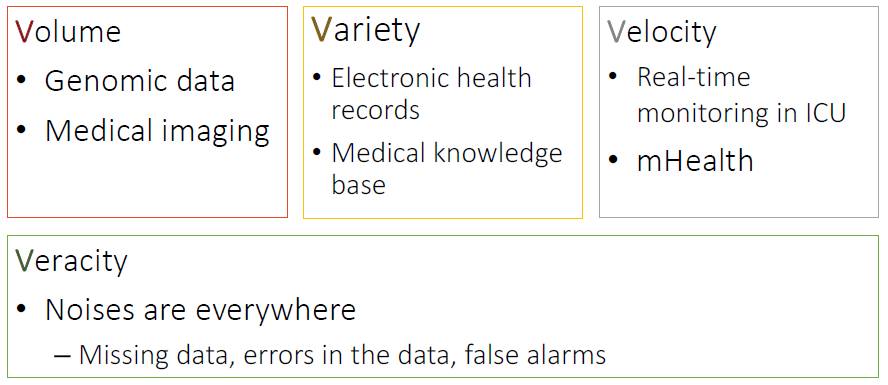 Volume
• Genomic data
• Medical imaging
Variety
• Electronic health
records
• Medical knowledge
base
Velocity
• Real-time
monitoring in ICU
• mHealth
Veracity
• Noises are everywhere
– Missing data, errors in the data, false alarms